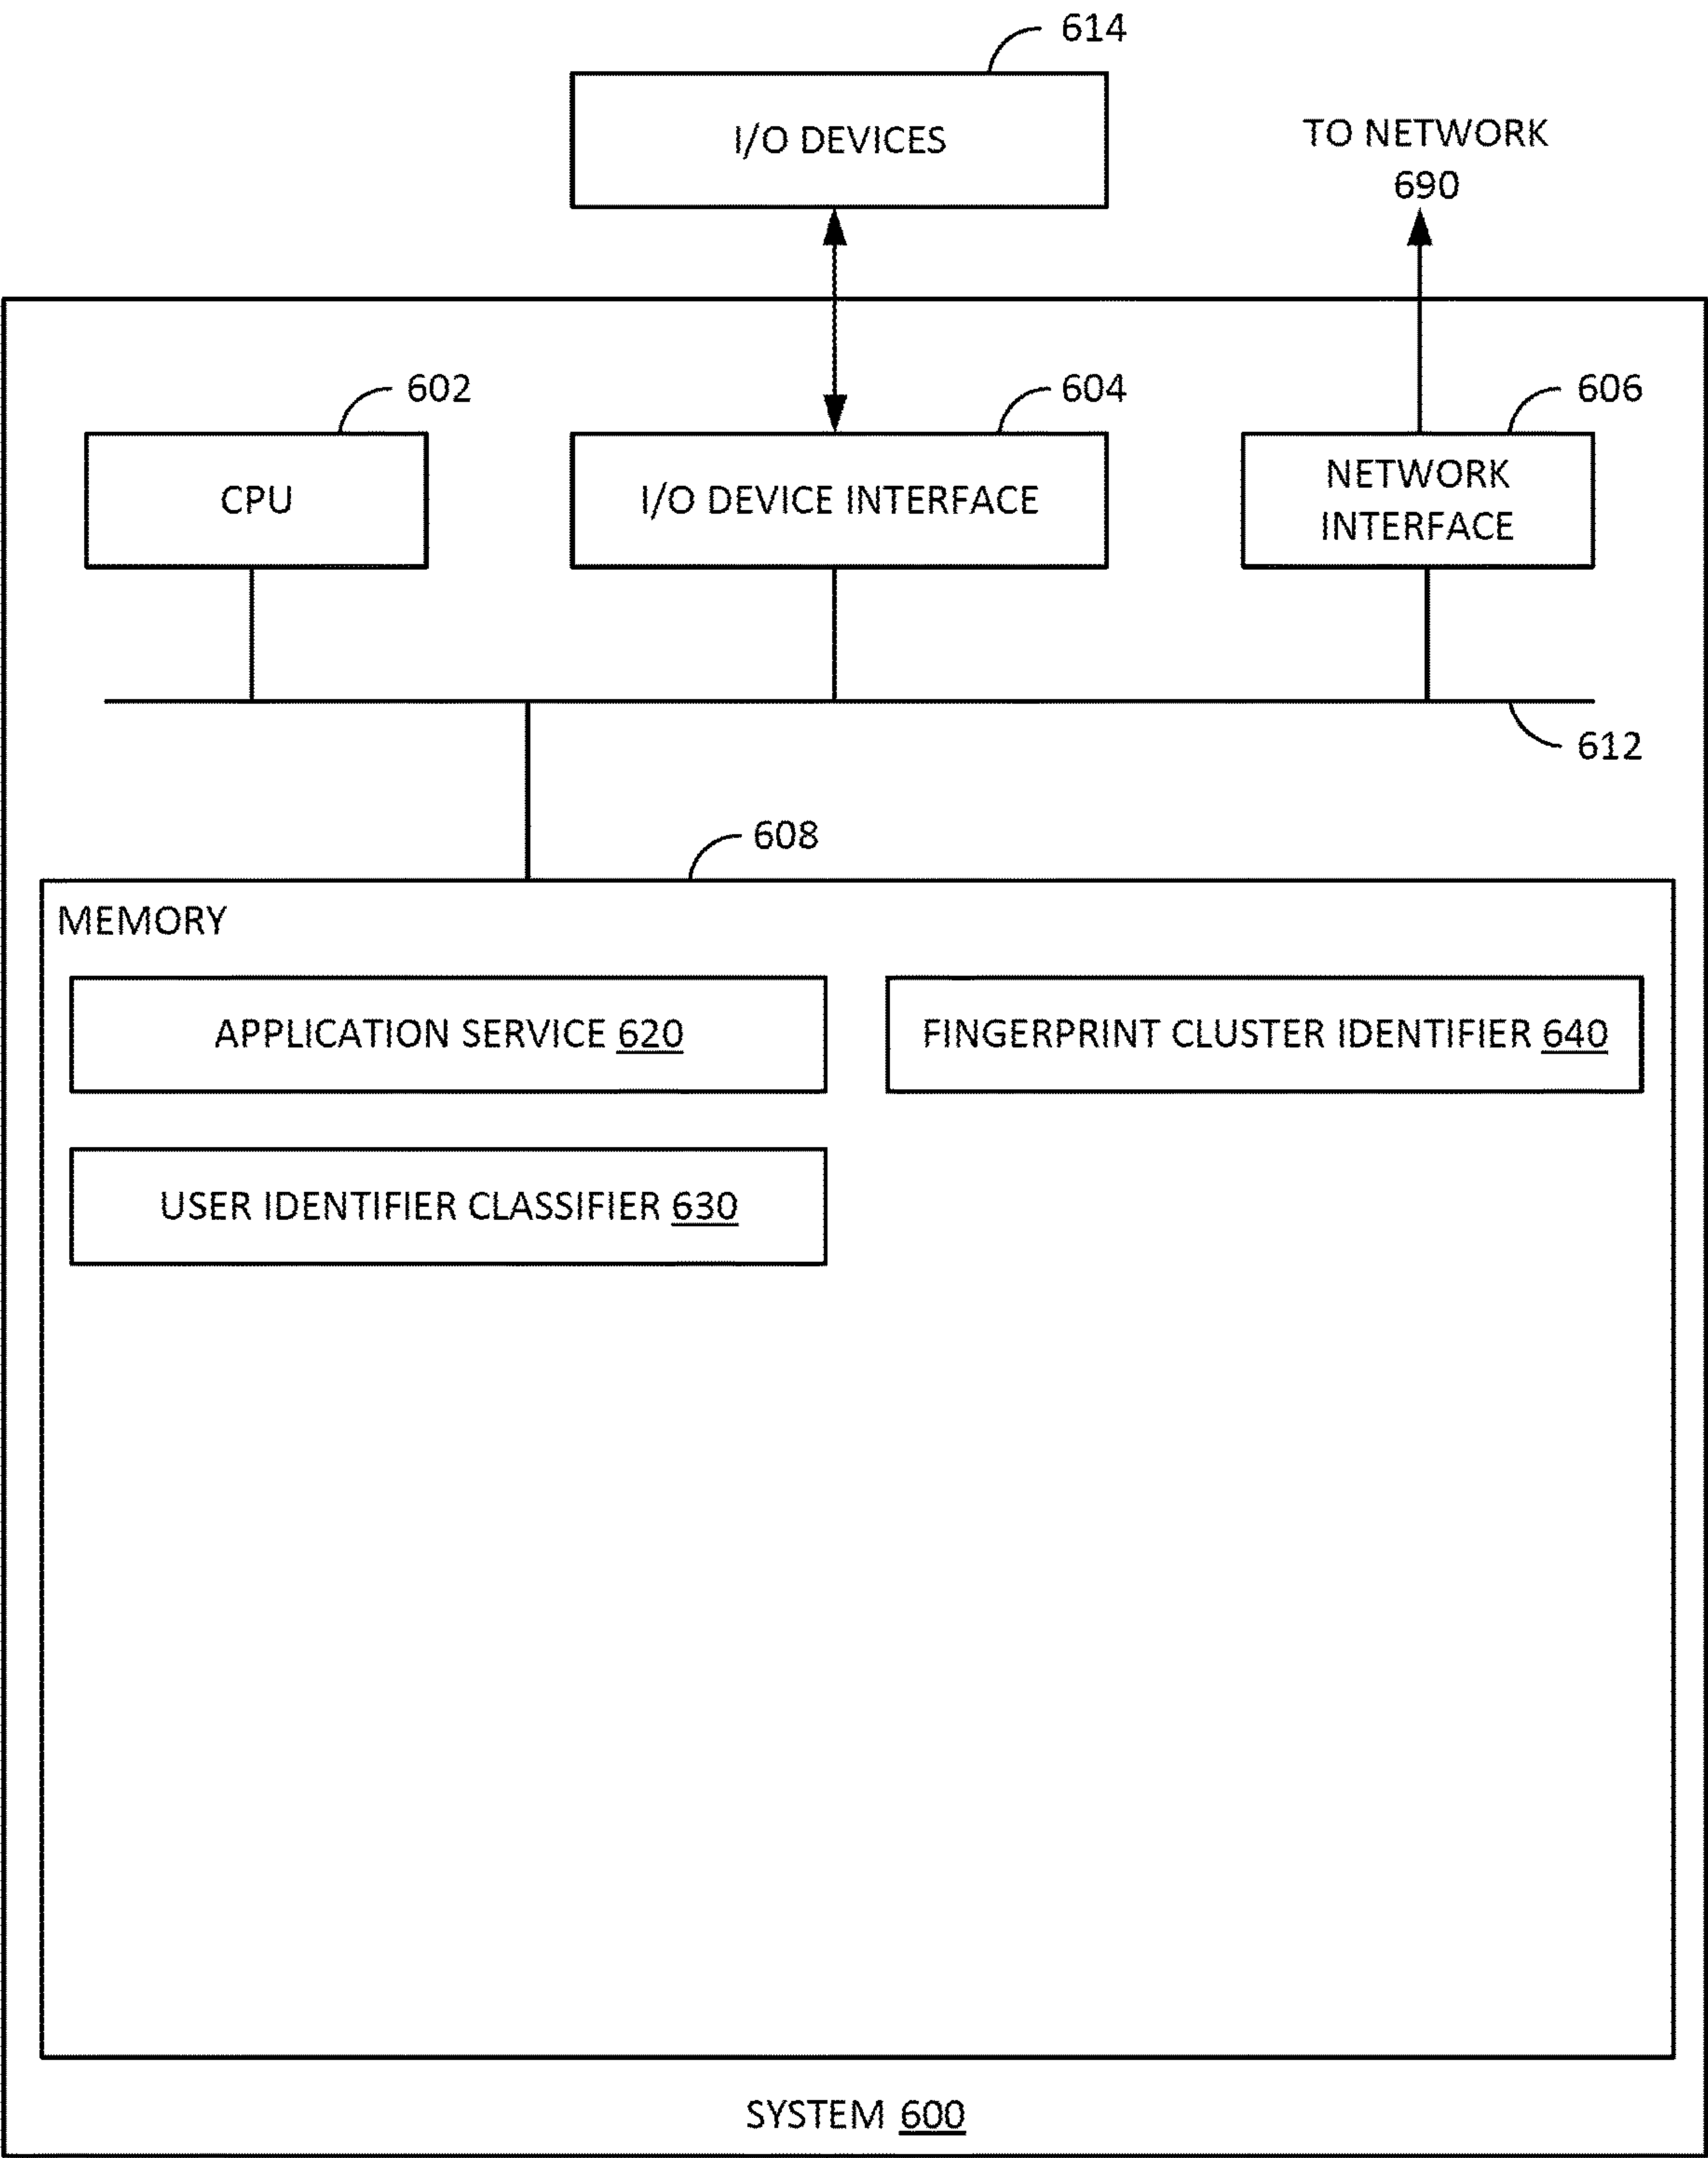 614
I/O DEVICES
TO NETWORK
690
602
604
606
CPU
I/O DEVICE INTERFACE
NETWORK
INTERFACE
612
608
MEMORY
APPLICATION SERVICE 620
FINGERPRINT CLUSTER IDENTIFIER 640
USER IDENTIFIER CLASSIFIER 630
SYSTEM 600